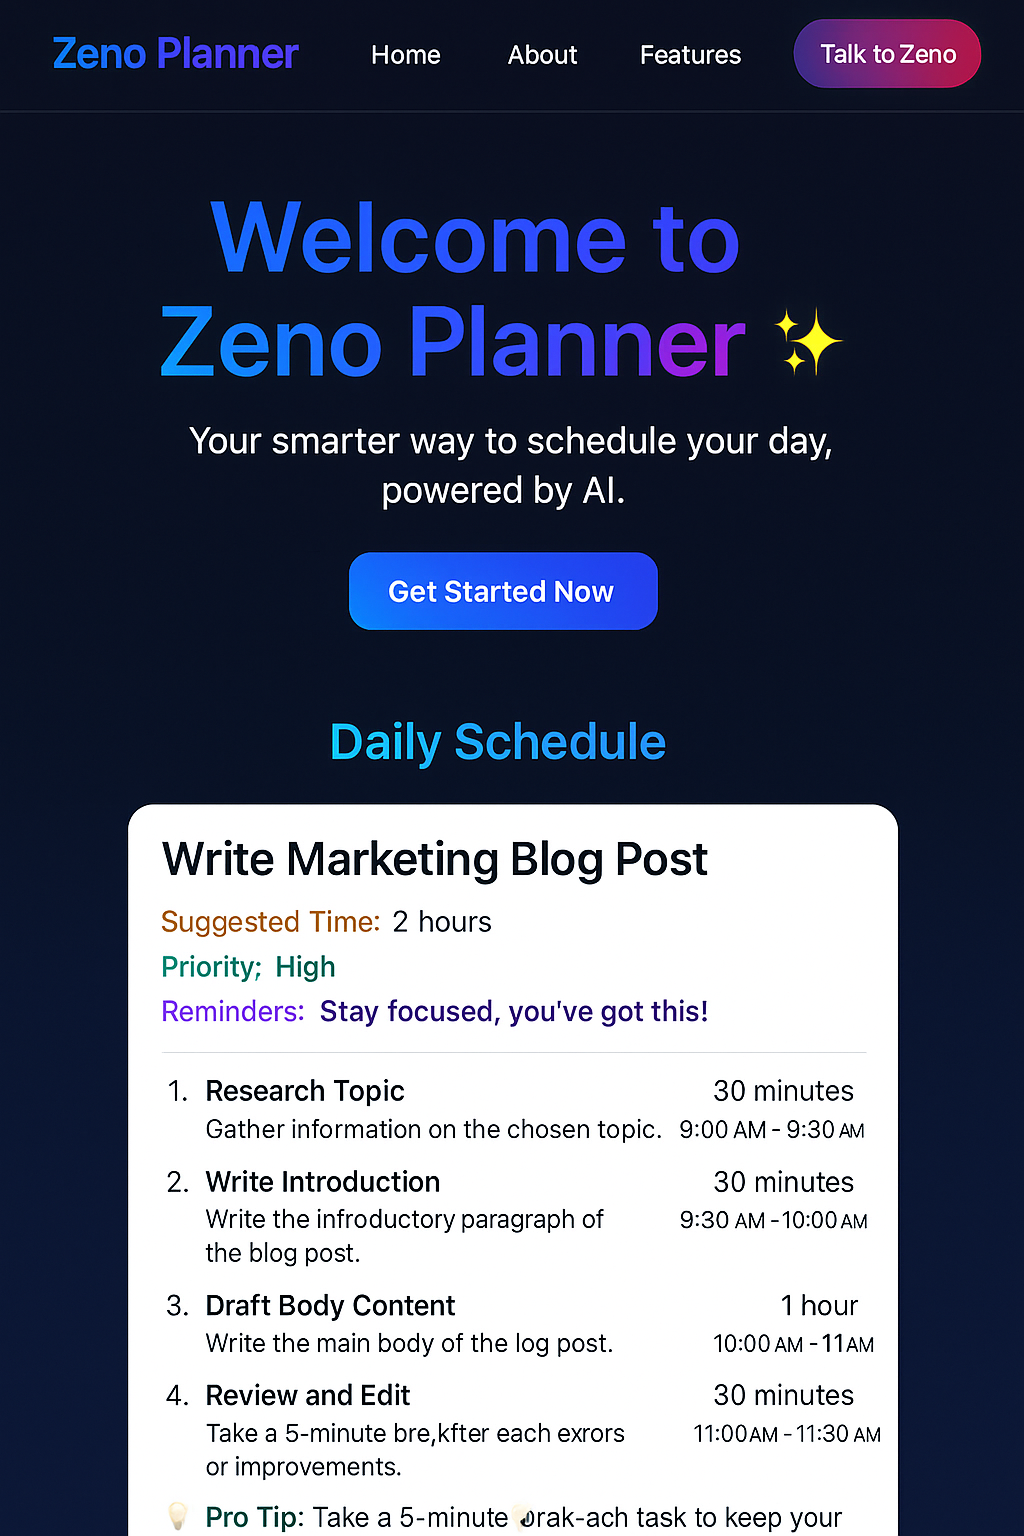 Zeno Planner Home About Features Talk to Zeno
Welcome to
Zeno Planner
Your smarter way to schedule your day,
powered by AI.
Get Started Now
Daily Schedule
Write Marketing Blog Post
Suggested Time: 2 hours
Priority; High
Reminders: Stay focused, you've got this!
1. Research Topic 30 minutes
Gather information on the chosen topic. 9:00 AM - 9:30 AM
2. Write Introduction 30 minutes
Write the infroductory paragraph of 9:30 AM - 10:00 AM
the blog post.
3. Draft Body Content 1 hour
Write the main body of the log post. 10:00 AM - 11 AM
4. Review and Edit 30 minutes
Take a 5-minute bre,kfter each exrors 11:00 AM - 11:30 AM
or improvements.
Pro Tip: Take a 5-minute task to keep your